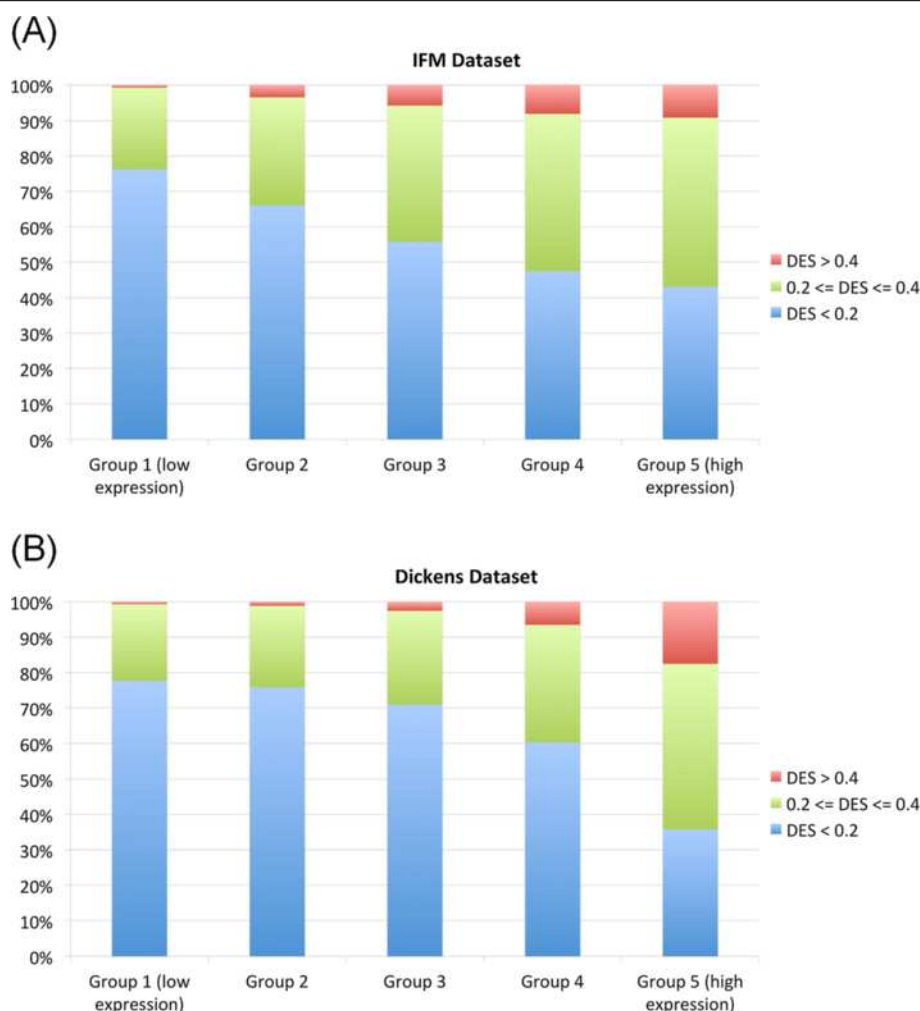 (A)
IFM Dataset
100%
90%
80%
70%
60%
50%
40%
30%
20%
10%
0%
Group 1 (low
expression)
Group 2
Group 3
Group 4
Group 5 (high
expression)
DES > 0.4
0.2 <= DES <= 0.4
DES < 0.2
(B)
Dickens Dataset
100%
90%
80%
70%
60%
50%
40%
30%
20%
10%
0%
Group 1 (low
expression)
Group 2
Group 3
Group 4
Group 5 (high
expression)
DES > 0.4
0.2 <= DES <= 0.4
DES < 0.2